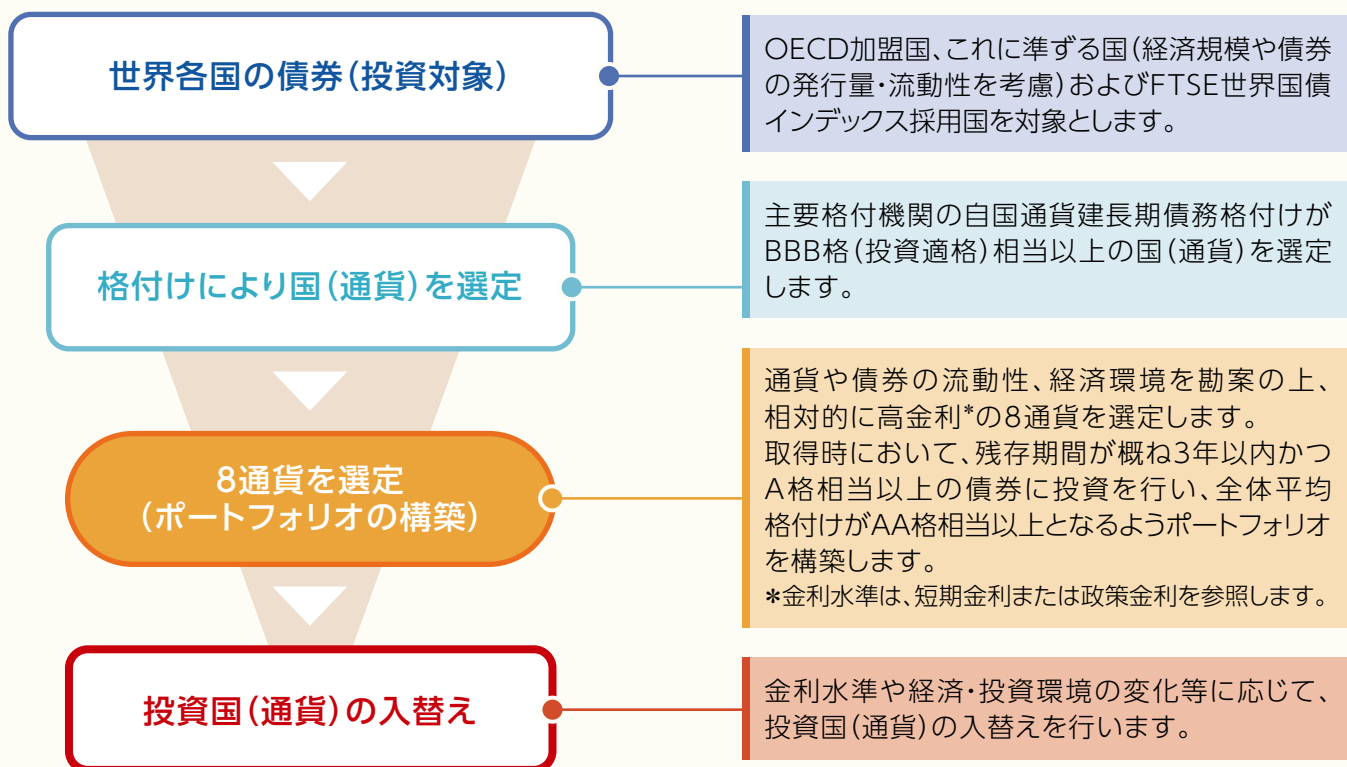 世界各国の債券(投資対象)
OECD加盟国、これに準ずる国(経済規模や債券
の発行量・流動性を考慮)およびFTSE世界国債
インデックス採用国を対象とします。
格付けにより国(通貨)を選定
主要格付機関の自国通貨建長期債務格付けが
BBB格(投資適格)相当以上の国(通貨)を選定
します。
8通貨を選定
(ポートフォリオの構築)
通貨や債券の流動性、経済環境を勘案の上、
相対的に高金利*の8通貨を選定します。
取得時において、残存期間が概ね3年以内かつ
A格相当以上の債券に投資を行い、全体平均
格付けがAA格相当以上となるようポートフォリオ
を構築します。
*金利水準は、短期金利または政策金利を参照します。
投資国(通貨)の入替え
金利水準や経済・投資環境の変化等に応じて、
投資国(通貨)の入替えを行います。